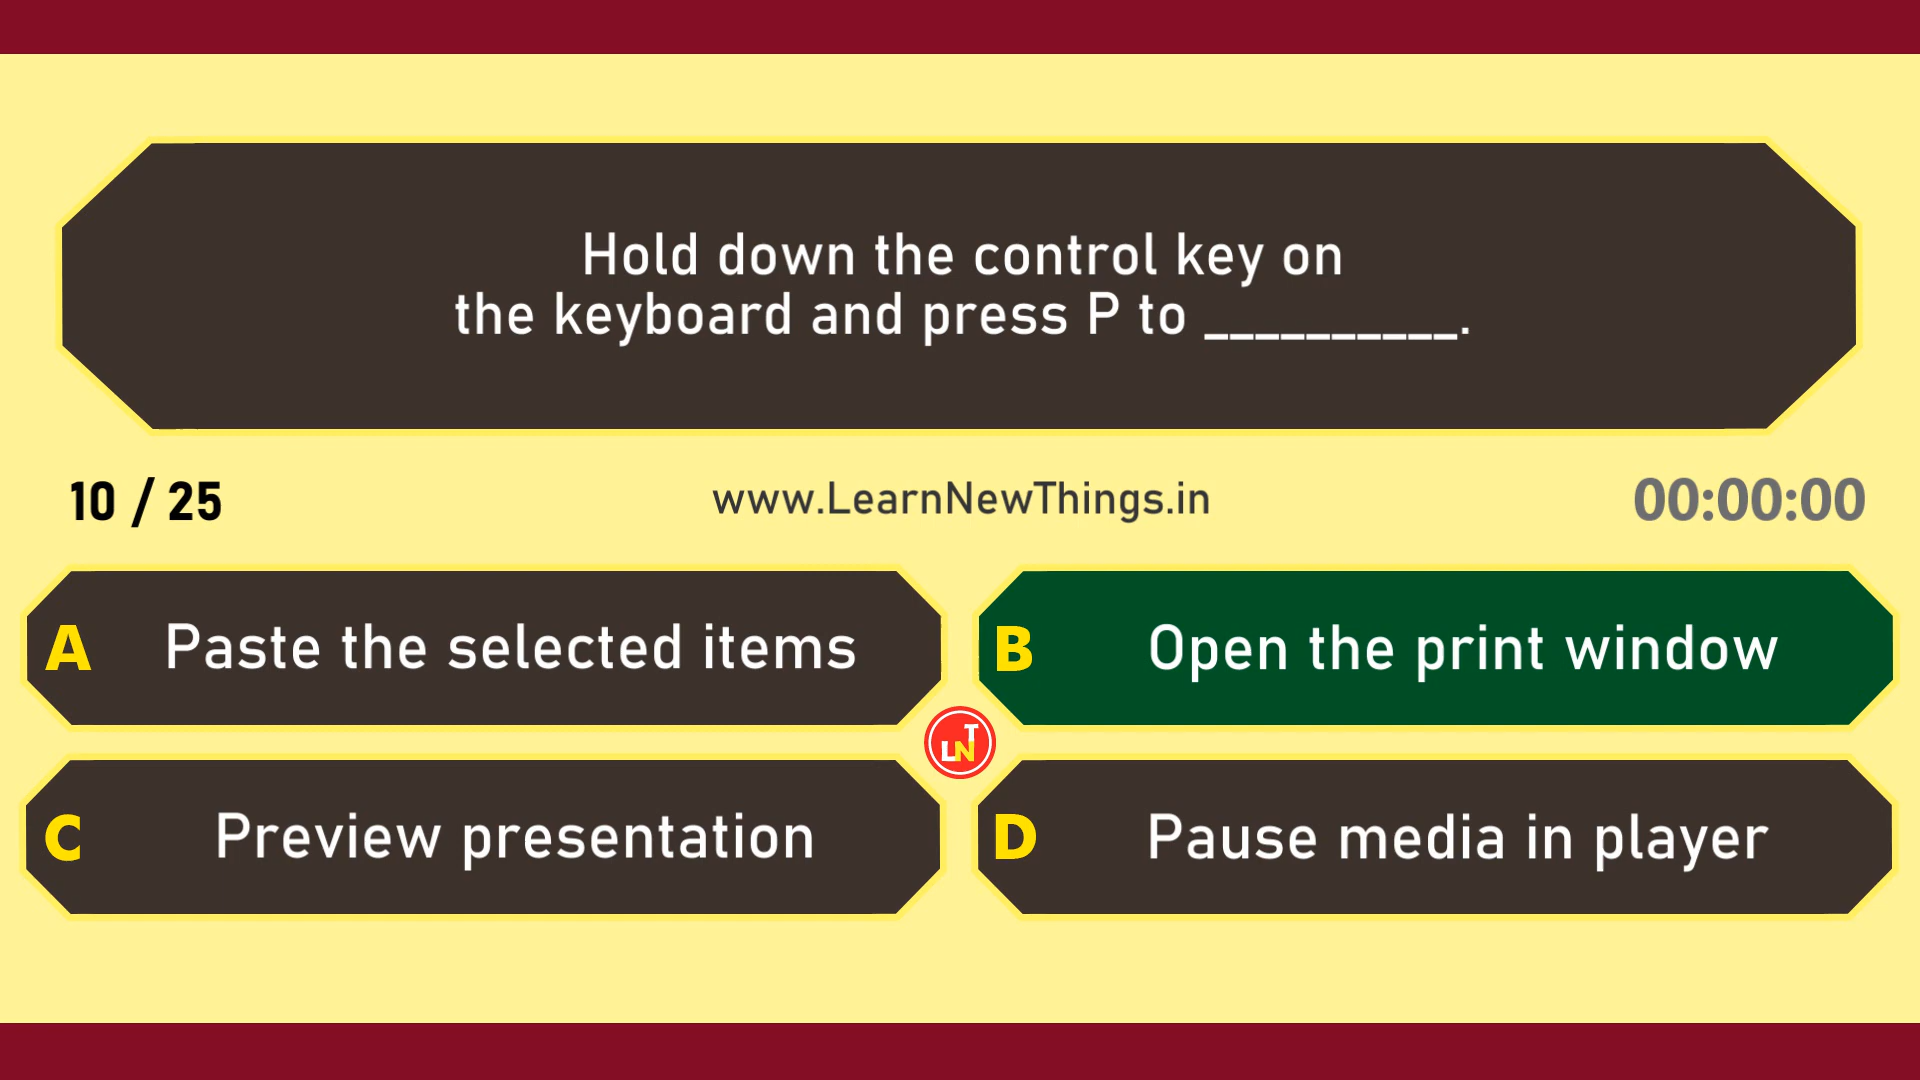 Hold down the control key on
the keyboard and press P to __________.
10 / 25
www.LearnNewThings.in
00:00:00
A Paste the selected items
B Open the print window
LNT
C Preview presentation
D Pause media in player